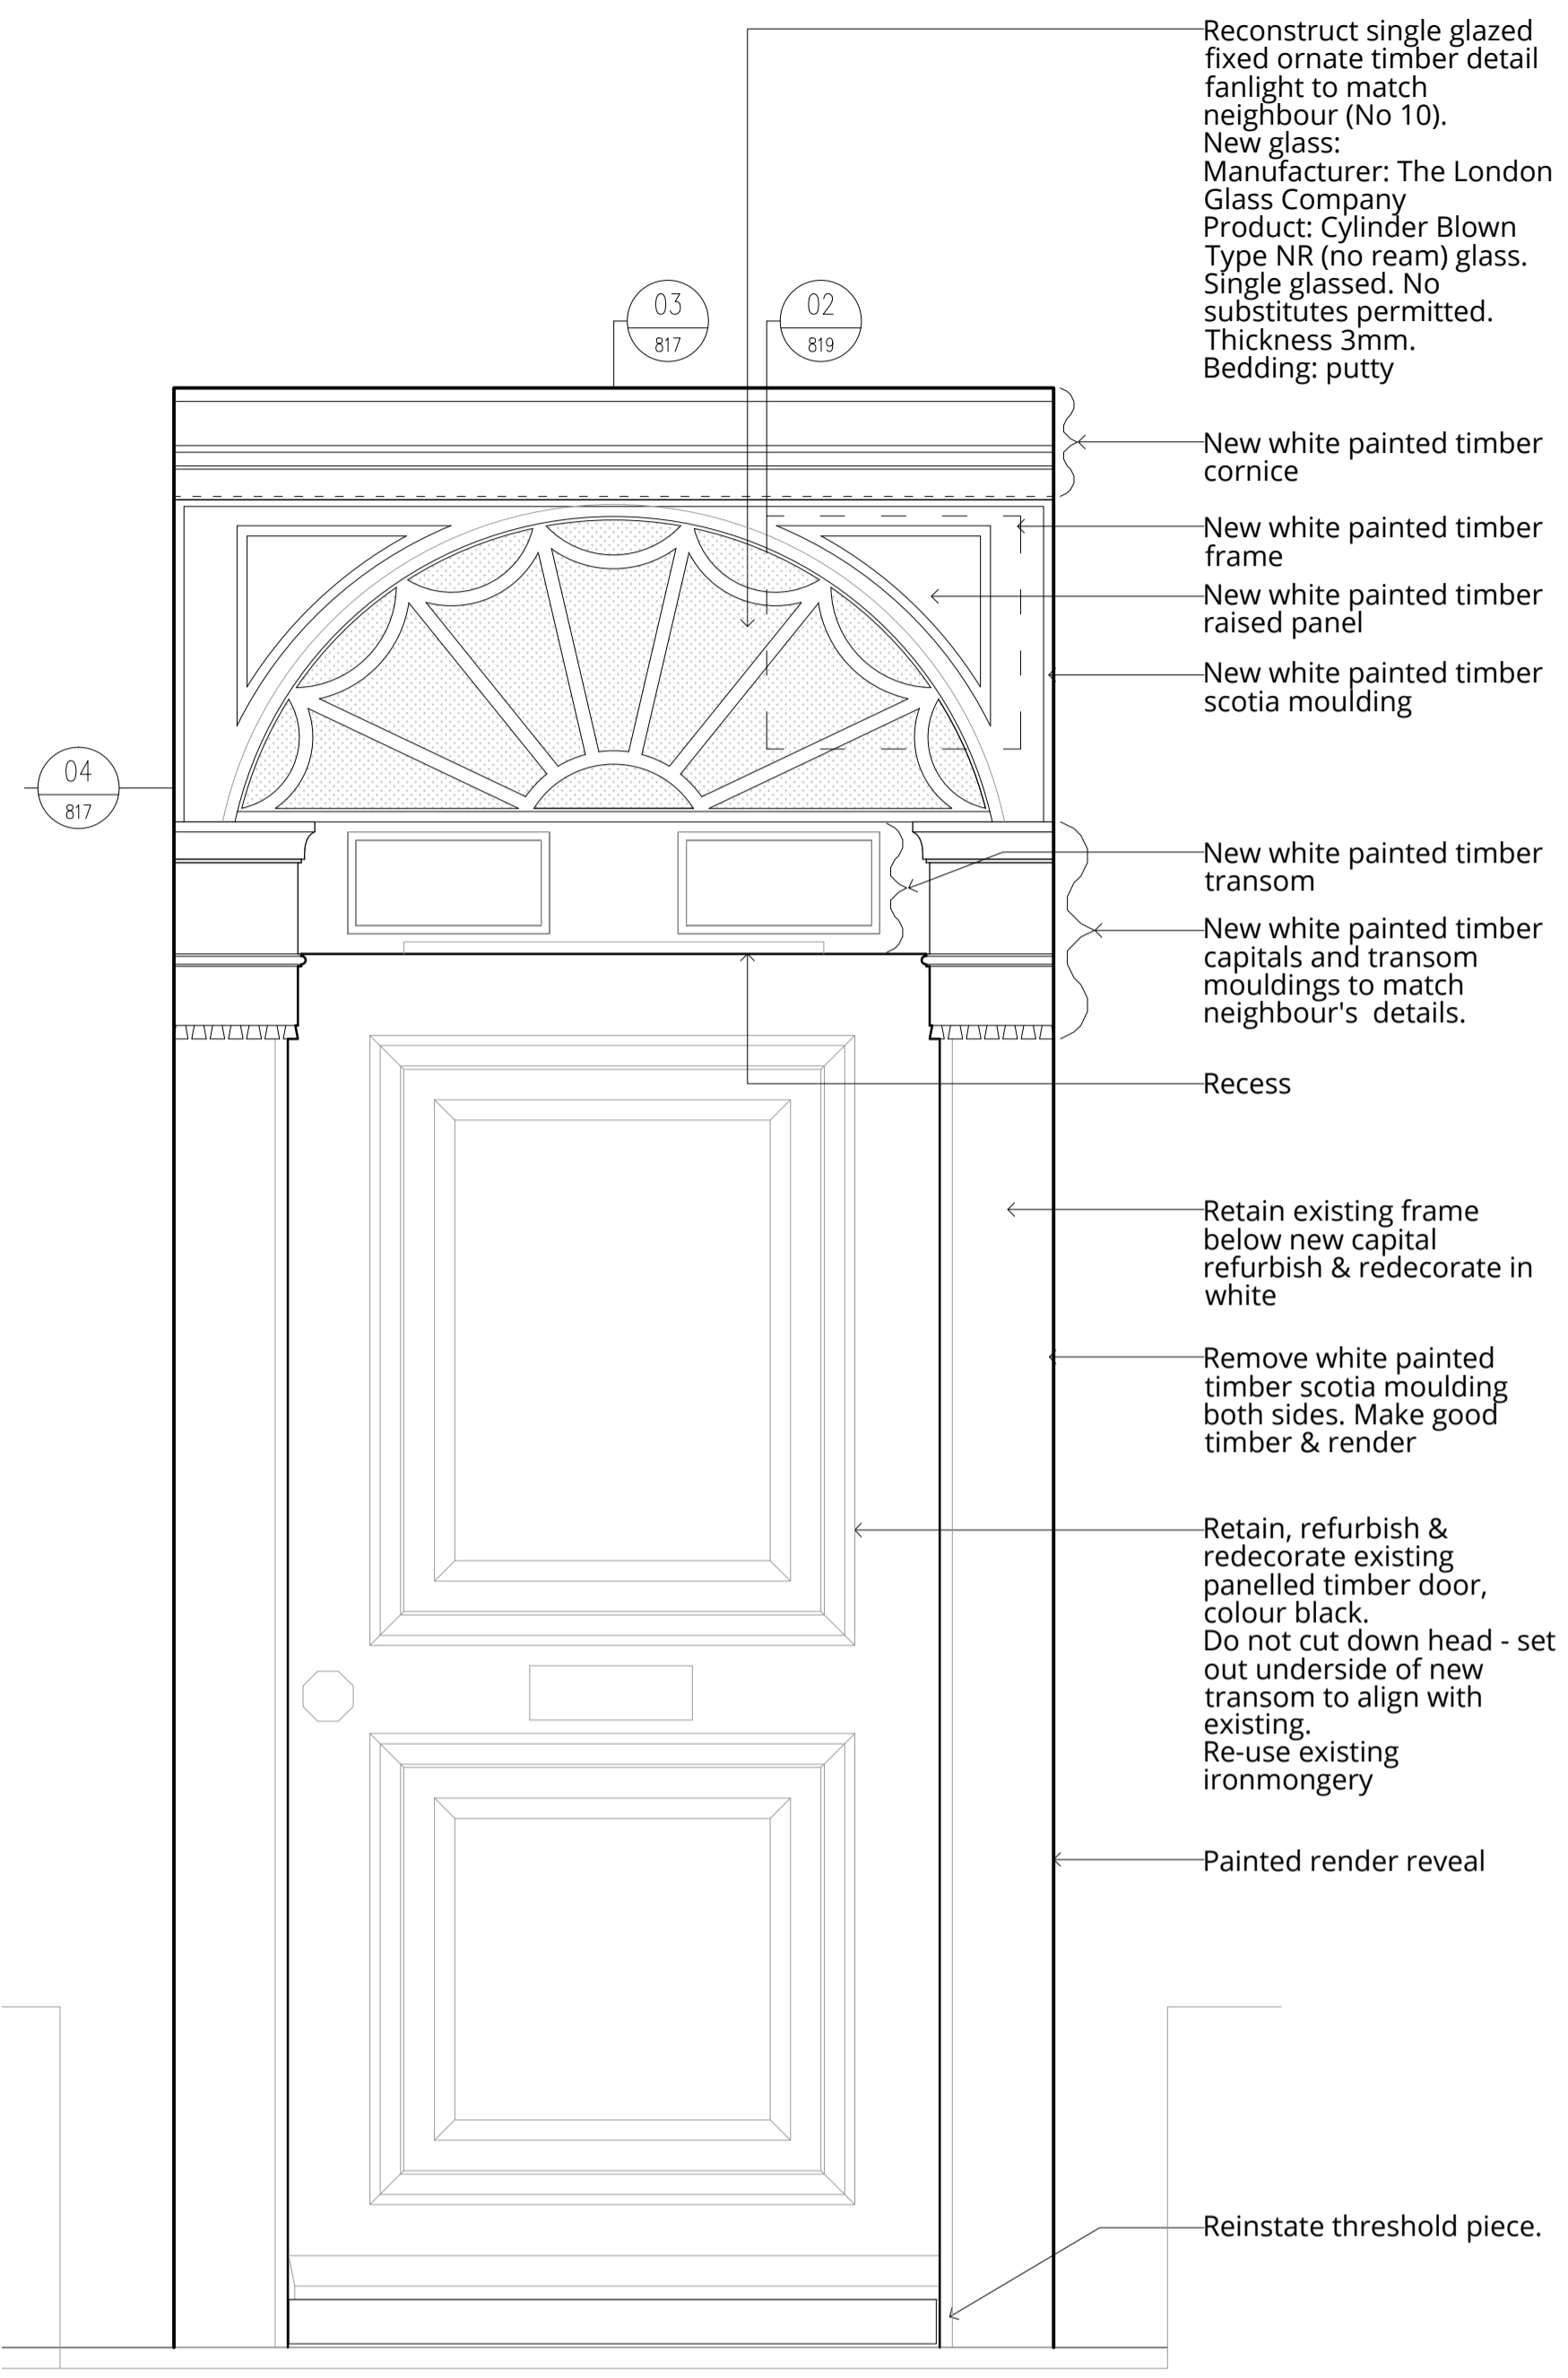 Reconstruct single glazed
fixed ornate timber detail
fanlight to match
neighbour (No 10).
New glass:
Manufacturer: The London
Glass Company
Product: Cylinder Blown
Type NR (no ream) glass.
Single glassed. No
substitutes permitted.
Thickness 3mm.
Bedding: putty
03
817
02
819
New white painted timber
cornice
New white painted timber
frame
New white painted timber
raised panel
New white painted timber
scotia moulding
04
817
New white painted timber
transom
New white painted timber
capitals and transom
mouldings to match
neighbour's  details.
Recess
Retain existing frame
below new capital
refurbish & redecorate in
white
Remove white painted
timber scotia moulding
both sides. Make good
timber & render
Retain, refurbish &
redecorate existing
panelled timber door,
colour black.
Do not cut down head - set
out underside of new
transom to align with
existing.
Re-use existing
ironmongery
Painted render reveal
Reinstate threshold piece.